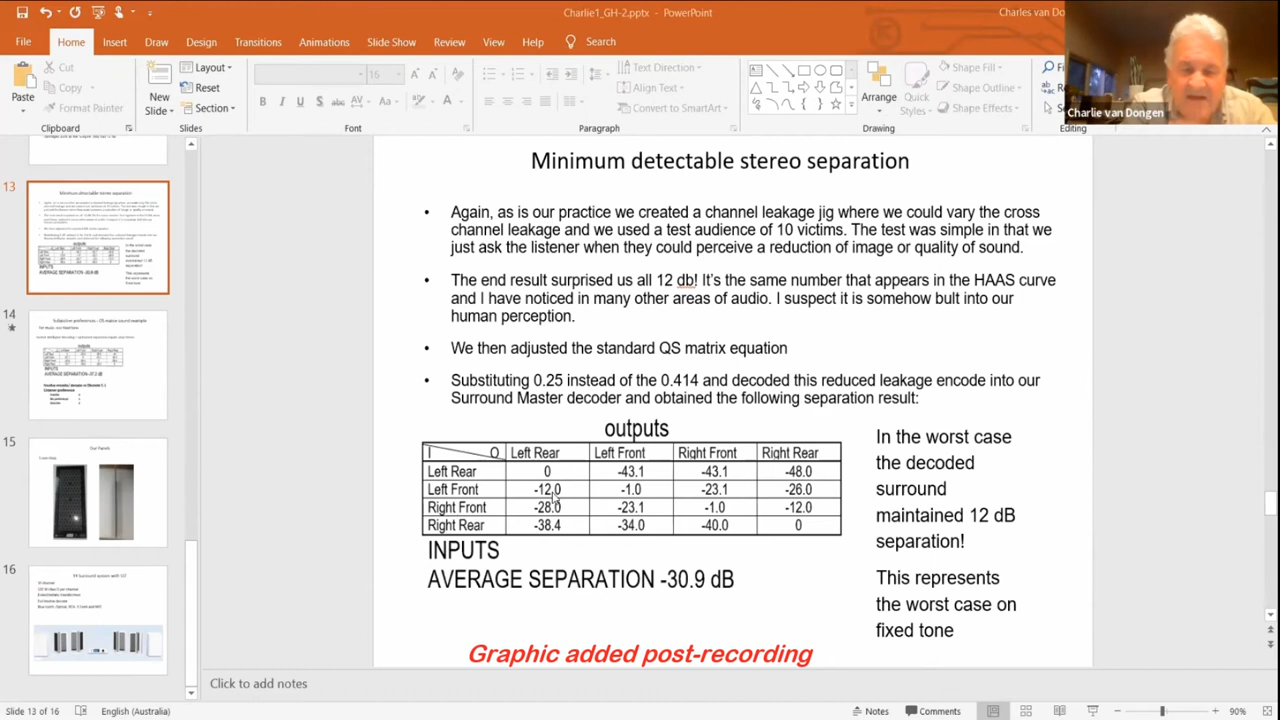 Charlie1_GH-2.pptx - PowerPoint
Charles van Don
File Home Insert Draw Design Transitions Animations Slide Show Review View Help Search
Paste
Cut
Copy
Format Painter
Clipboard
New
Slide
Layout
Reset
Section
Slides
16
Font
Text Direction
Align Text
Convert to SmartArt
Paragraph
Arrange
Quick
Styles
Shape Fill
Shape Outline
Shape Effects
Drawing
Fi
Re
Editing
Charlie van Dongen
13
14
15
16
Minimum detectable stereo separation
Again, as is our practice we created a channel leakage jig where we could vary the cross
channel leakage and we used a test audience of 10 victims. The test was simple in that we
just ask the listener when they could perceive a reduction of image or quality of sound.
The end result surprised us all 12 db! It's the same number that appears in the HAAS curve
and I have noticed in many other areas of audio. I suspect it is somehow bult into our
human perception.
We then adjusted the standard QS matrix equation
Substituting 0.25 instead of the 0.414 and decoded this reduced leakage encode into our
Surround Master decoder and obtained the following separation result:
outputs
I O Left Rear Left Front Right Front Right Rear
Left Rear 0 -43.1 -43.1 -48.0
Left Front -12.0 -1.0 -23.1 -26.0
Right Front -28.0 -23.1 -1.0 -12.0
Right Rear -38.4 -34.0 -40.0 0
INPUTS
AVERAGE SEPARATION -30.9 dB
In the worst case
the decoded
surround
maintained 12 dB
separation!
This represents
the worst case on
fixed tone
Graphic added post-recording
Click to add notes
Slide 13 of 16 English (Australia) Notes Comments 90%